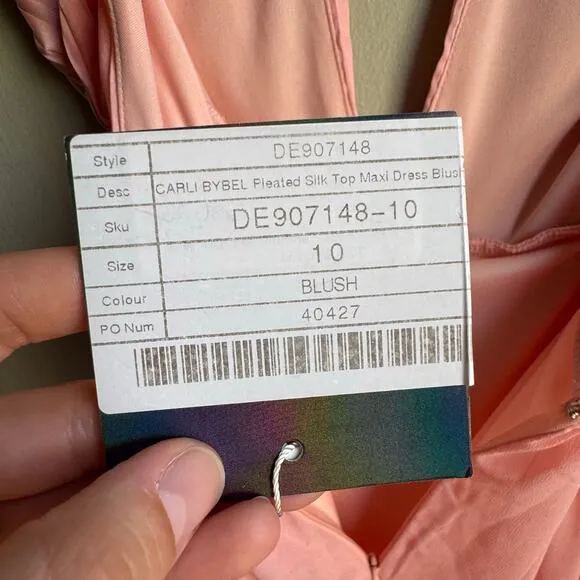 Style DE907148
Desc CARLI BYBEL Pleated Silk Top Maxi Dress Blush
Sku DE907148-10
Size 10
Colour BLUSH
PO Num 40427